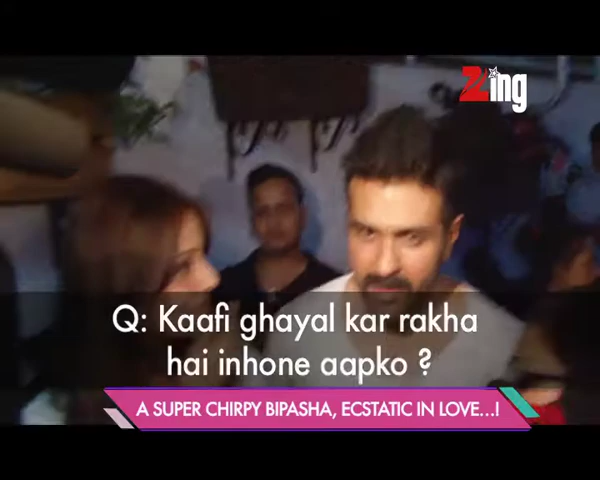 Zing
Q: Kaafi ghayal kar rakha
hai inhone aapko ?
A SUPER CHIRPY BIPASHA, ECSTATIC IN LOVE...!